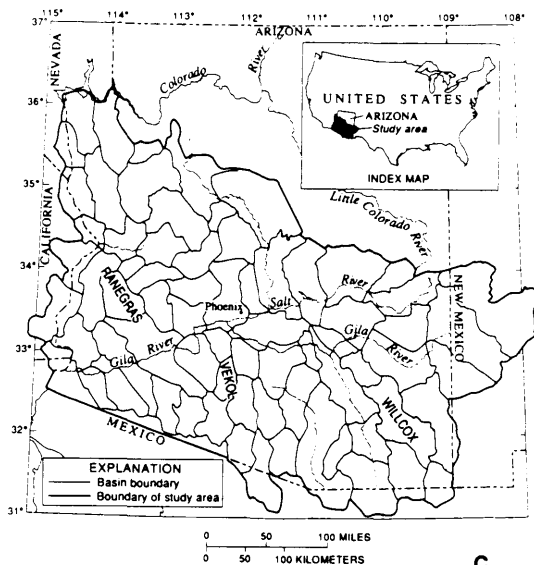 115° 114° 113° 112° 111° 110° 109° 108°
37°
ARIZONA
NEVADA
River
Colorado
36°
UNITED STATES
ARIZONA
Study area
INDEX MAP
35°
CALIFORNIA
Little Colorado
River
34°
RANEGRAS
River
NEW MEXICO
Phoenix
Salt
Gila
33°
Gila River
River
VEKOL
WILLCOX
32°
MEXICO
EXPLANATION
Basin boundary
Boundary of study area
31°
0 50 100 MILES
0 50 100 KILOMETERS
C